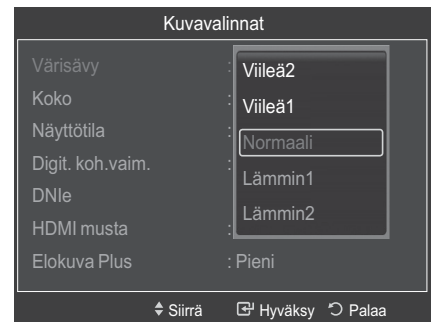 Kuvavalinnat
Värisävy : Viileä2
Koko : Viileä1
Näyttötila : Normaali
Digit. koh.vaim. : Lämmin1
DNIe Lämmin2
HDMI musta :
Elokuva Plus : Pieni
Siirrä Hyväksy Palaa